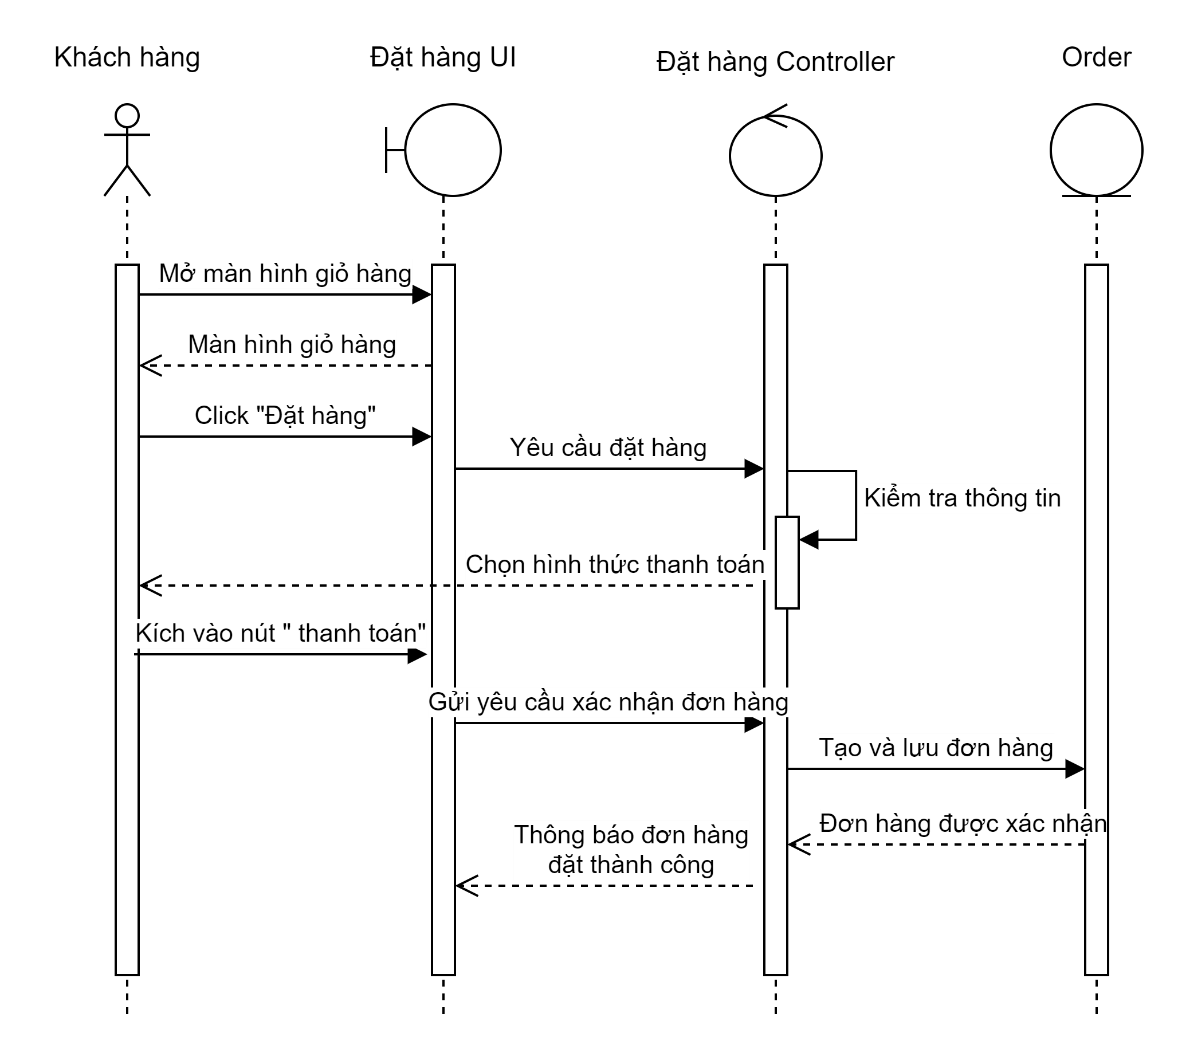 Khách hàng
Đặt hàng UI
Đặt hàng Controller
Order
Mở màn hình giỏ hàng
Màn hình giỏ hàng
Click "Đặt hàng"
Yêu cầu đặt hàng
Kiểm tra thông tin
Chọn hình thức thanh toán
Kích vào nút " thanh toán"
Gửi yêu cầu xác nhận đơn hàng
Tạo và lưu đơn hàng
Đơn hàng được xác nhận
Thông báo đơn hàng
đặt thành công